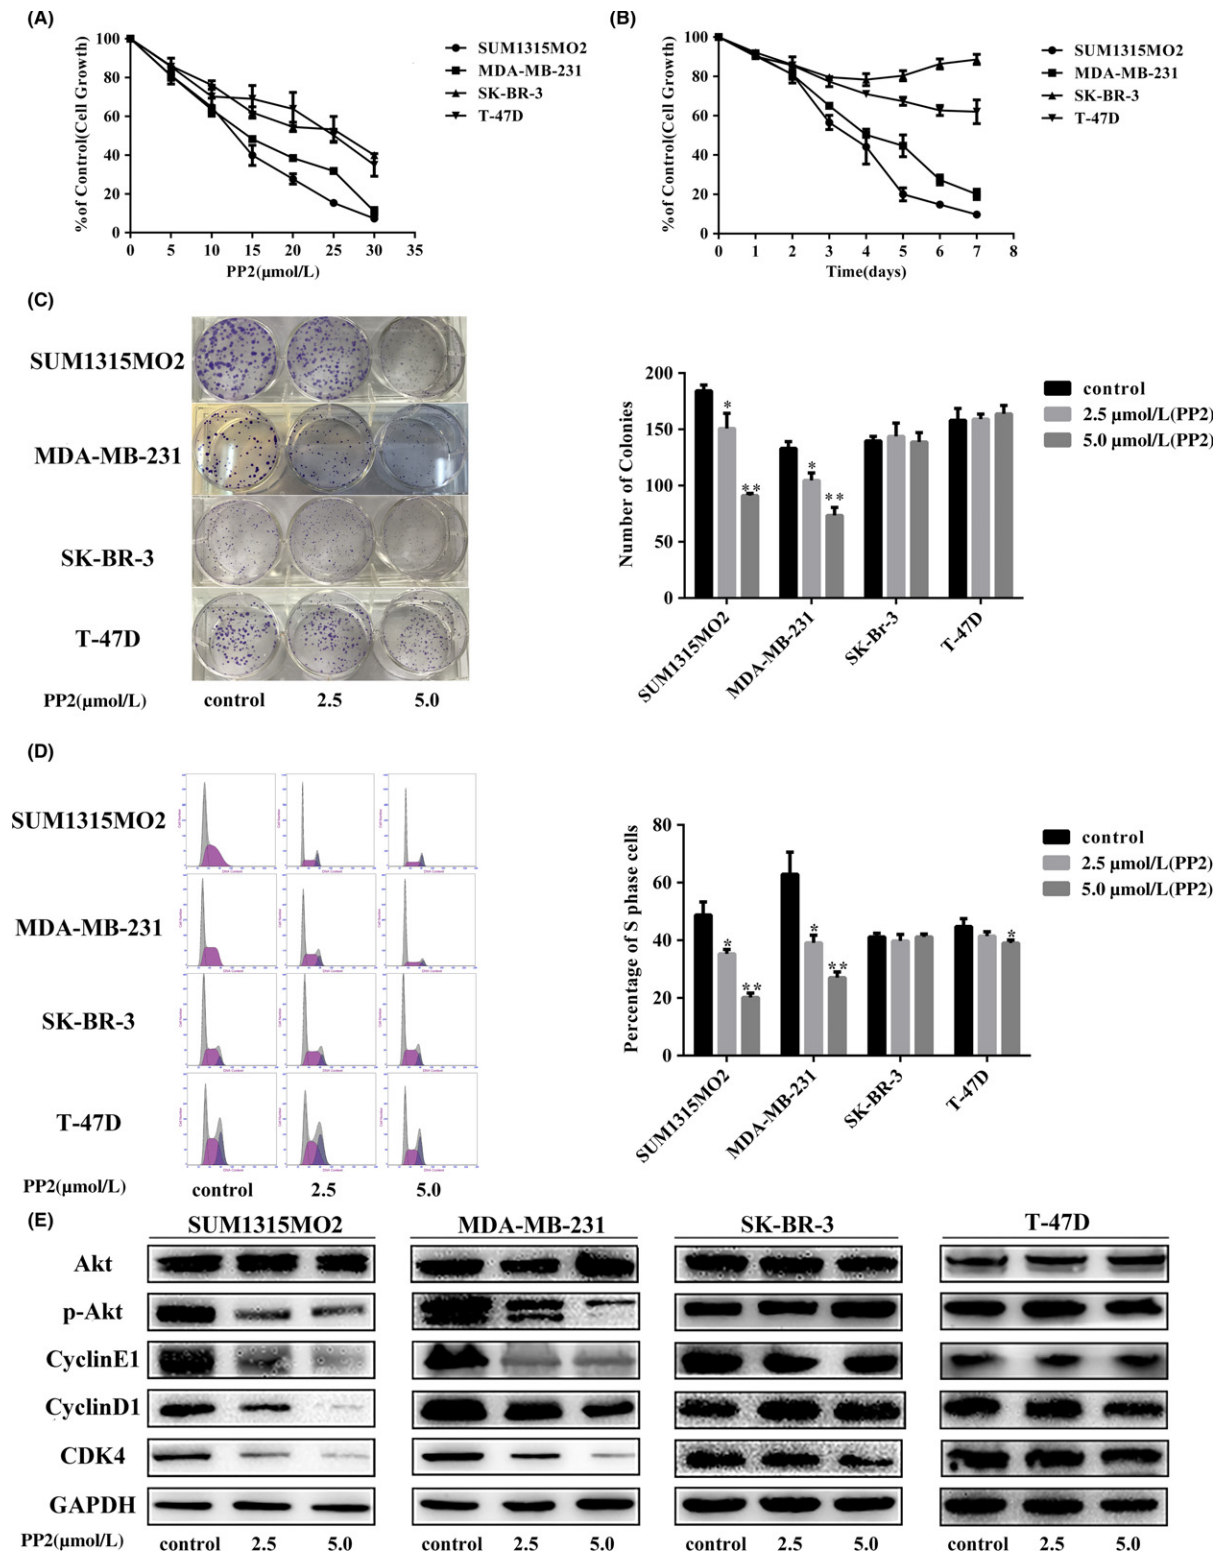 (A)
%of Control(Cell Growth)
100
80
60
40
20
0
0 5 10 15 20 25 30 35
PP2(µmol/L)
SUM1315MO2
MDA-MB-231
SK-BR-3
T-47D
(B)
%of Control(Cell Growth)
100
80
60
40
20
0
0 1 2 3 4 5 6 7 8
Time(days)
SUM1315MO2
MDA-MB-231
SK-BR-3
T-47D
(C)
SUM1315MO2
MDA-MB-231
SK-BR-3
T-47D
PP2(µmol/L) control 2.5 5.0
Number of Colonies
200
150
100
50
0
* ** * **
SUM1315MO2 MDA-MB-231 SK-Br-3 T-47D
control
2.5 µmol/L(PP2)
5.0 µmol/L(PP2)
(D)
SUM1315MO2
MDA-MB-231
SK-BR-3
T-47D
PP2(µmol/L) control 2.5 5.0
Percentage of S phase cells
80
60
40
20
0
* ** * ** *
SUM1315MO2 MDA-MB-231 SK-BR-3 T-47D
control
2.5 µmol/L(PP2)
5.0 µmol/L(PP2)
(E)
SUM1315MO2 MDA-MB-231 SK-BR-3 T-47D
Akt
p-Akt
CyclinE1
CyclinD1
CDK4
GAPDH
PP2(µmol/L) control 2.5 5.0 control 2.5 5.0 control 2.5 5.0 control 2.5 5.0